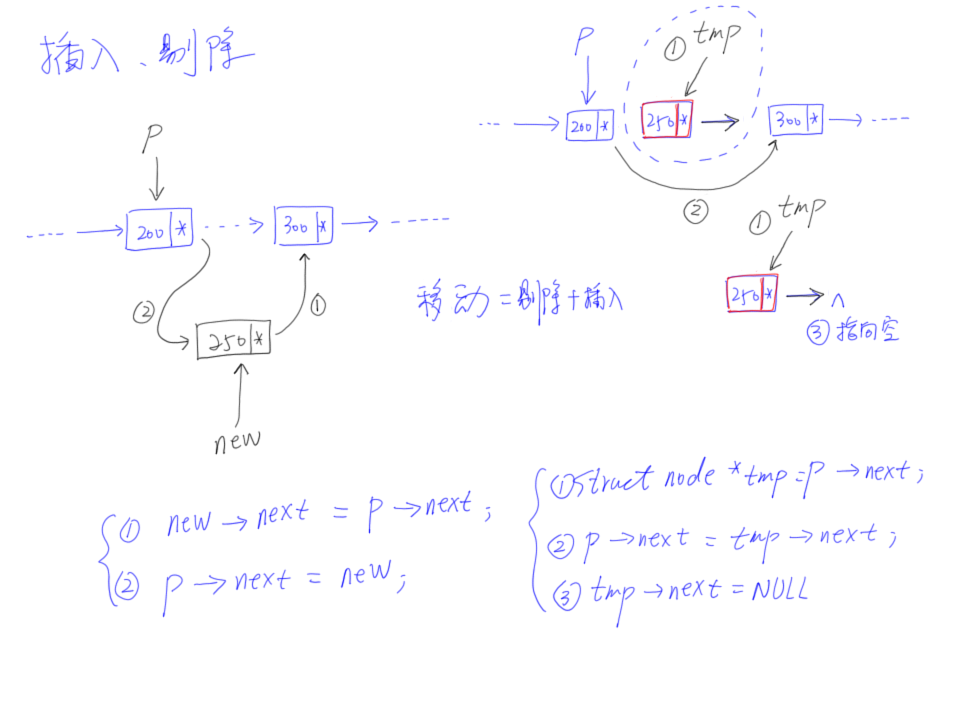 插入、剔除
p
200 *
300 *
②
①
250 *
new
p
① tmp
200 *
250 *
300 *
②
① tmp
250 *
∧
③ 指向空
移动 = 剔除 + 插入
① new → next = p → next ;
② p → next = new ;
① struct node * tmp = p → next ;
② p → next = tmp → next ;
③ tmp → next = NULL